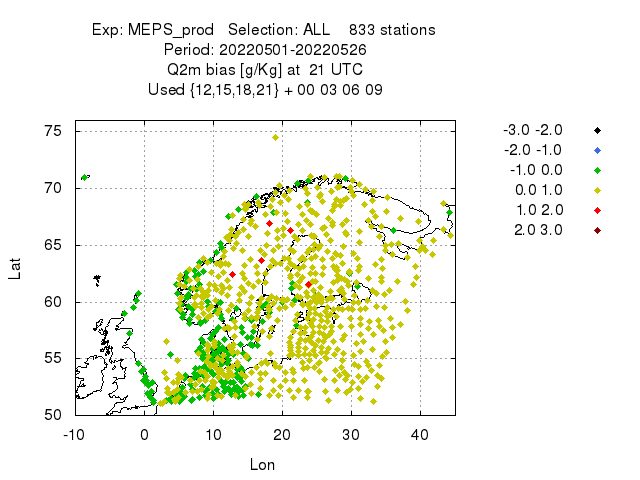 Exp: MEPS_prod   Selection: ALL    833 stations
Period: 20220501-20220526
Q2m bias [g/Kg] at  21 UTC
Used {12,15,18,21} + 00 03 06 09
-3.0 -2.0
-2.0 -1.0
-1.0 0.0
0.0 1.0
1.0 2.0
2.0 3.0
75
70
65
60
55
50
Lat
-10 0 10 20 30 40
Lon